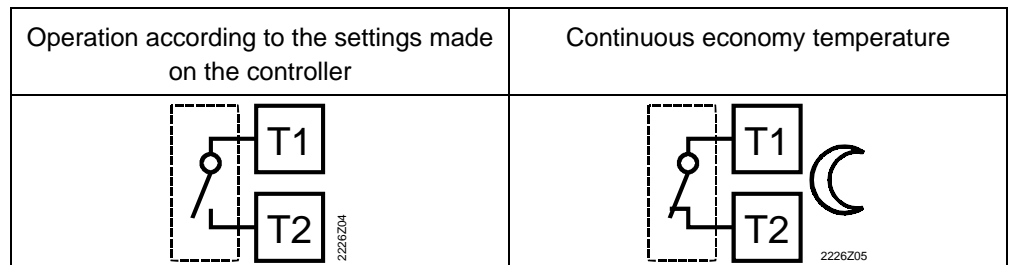 Operation according to the settings made
on the controller
Continuous economy temperature
T1
T2
2226Z04
T1
T2
2226Z05